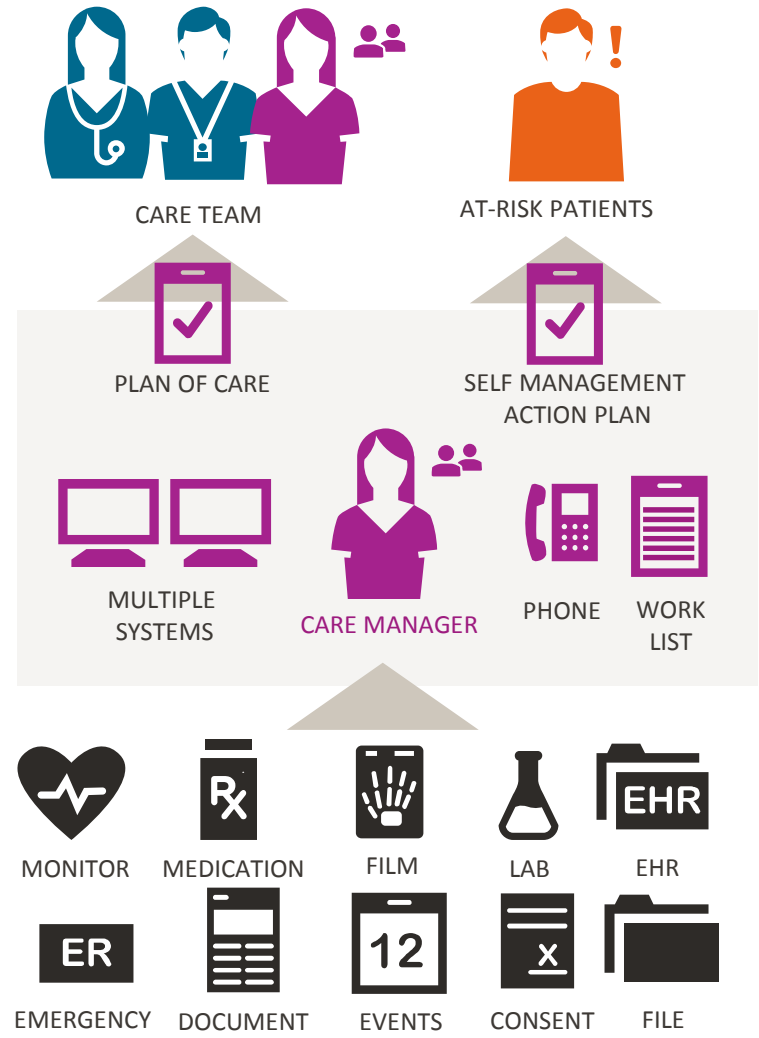 CARE TEAM
AT-RISK PATIENTS
PLAN OF CARE
SELF MANAGEMENT
ACTION PLAN
MULTIPLE
SYSTEMS
CARE MANAGER
PHONE
WORK
LIST
Rx
EHR
MONITOR
MEDICATION
FILM
LAB
EHR
ER
12
X
EMERGENCY
DOCUMENT
EVENTS
CONSENT
FILE